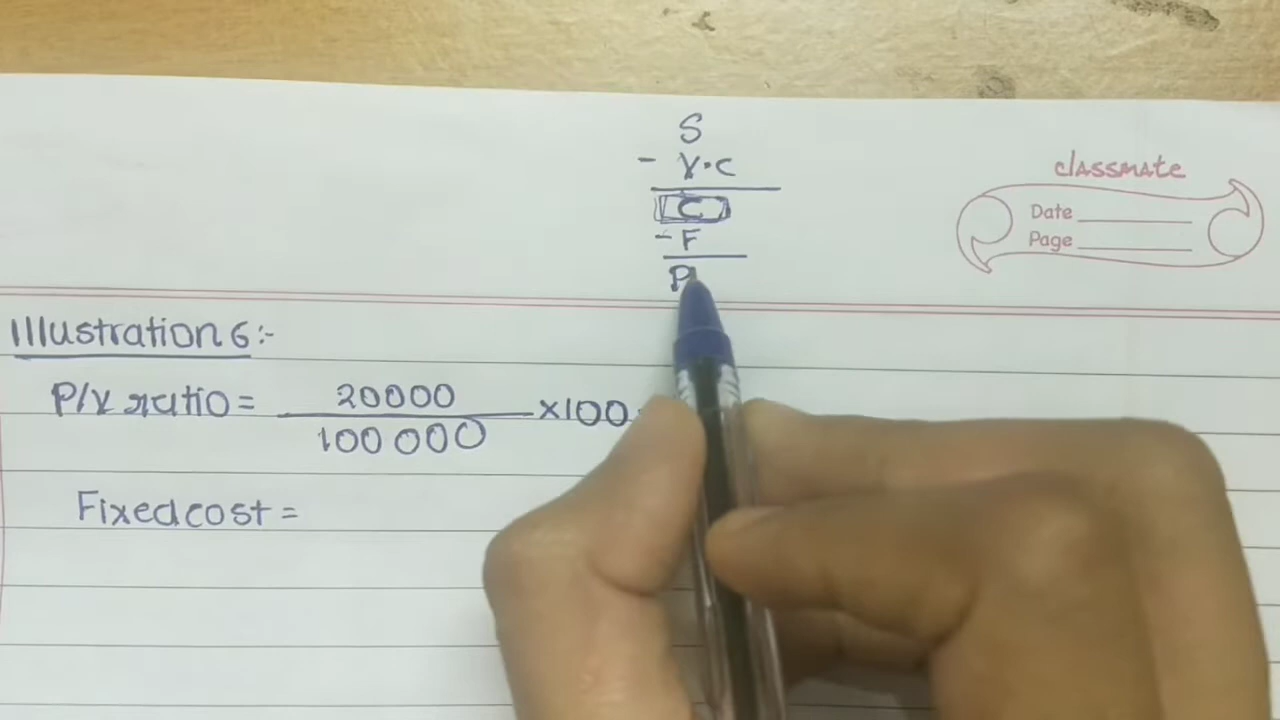 S
- V.C
C
- F
P
classmate
Date
Page
Illustration 6:-
P/V ratio = 20000 / 100 000 ×100
Fixed cost =